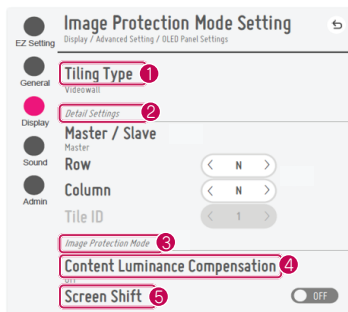 Image Protection Mode Setting
Display / Advanced Setting / OLED Panel Settings
EZ Setting
General
Display
Sound
Admin
Tiling Type 1
Videowall
Detail Settings 2
Master / Slave
Master
Row < N >
Column < N >
Tile ID < 1 >
Image Protection Mode 3
Content Luminance Compensation 4
Off
Screen Shift 5 OFF